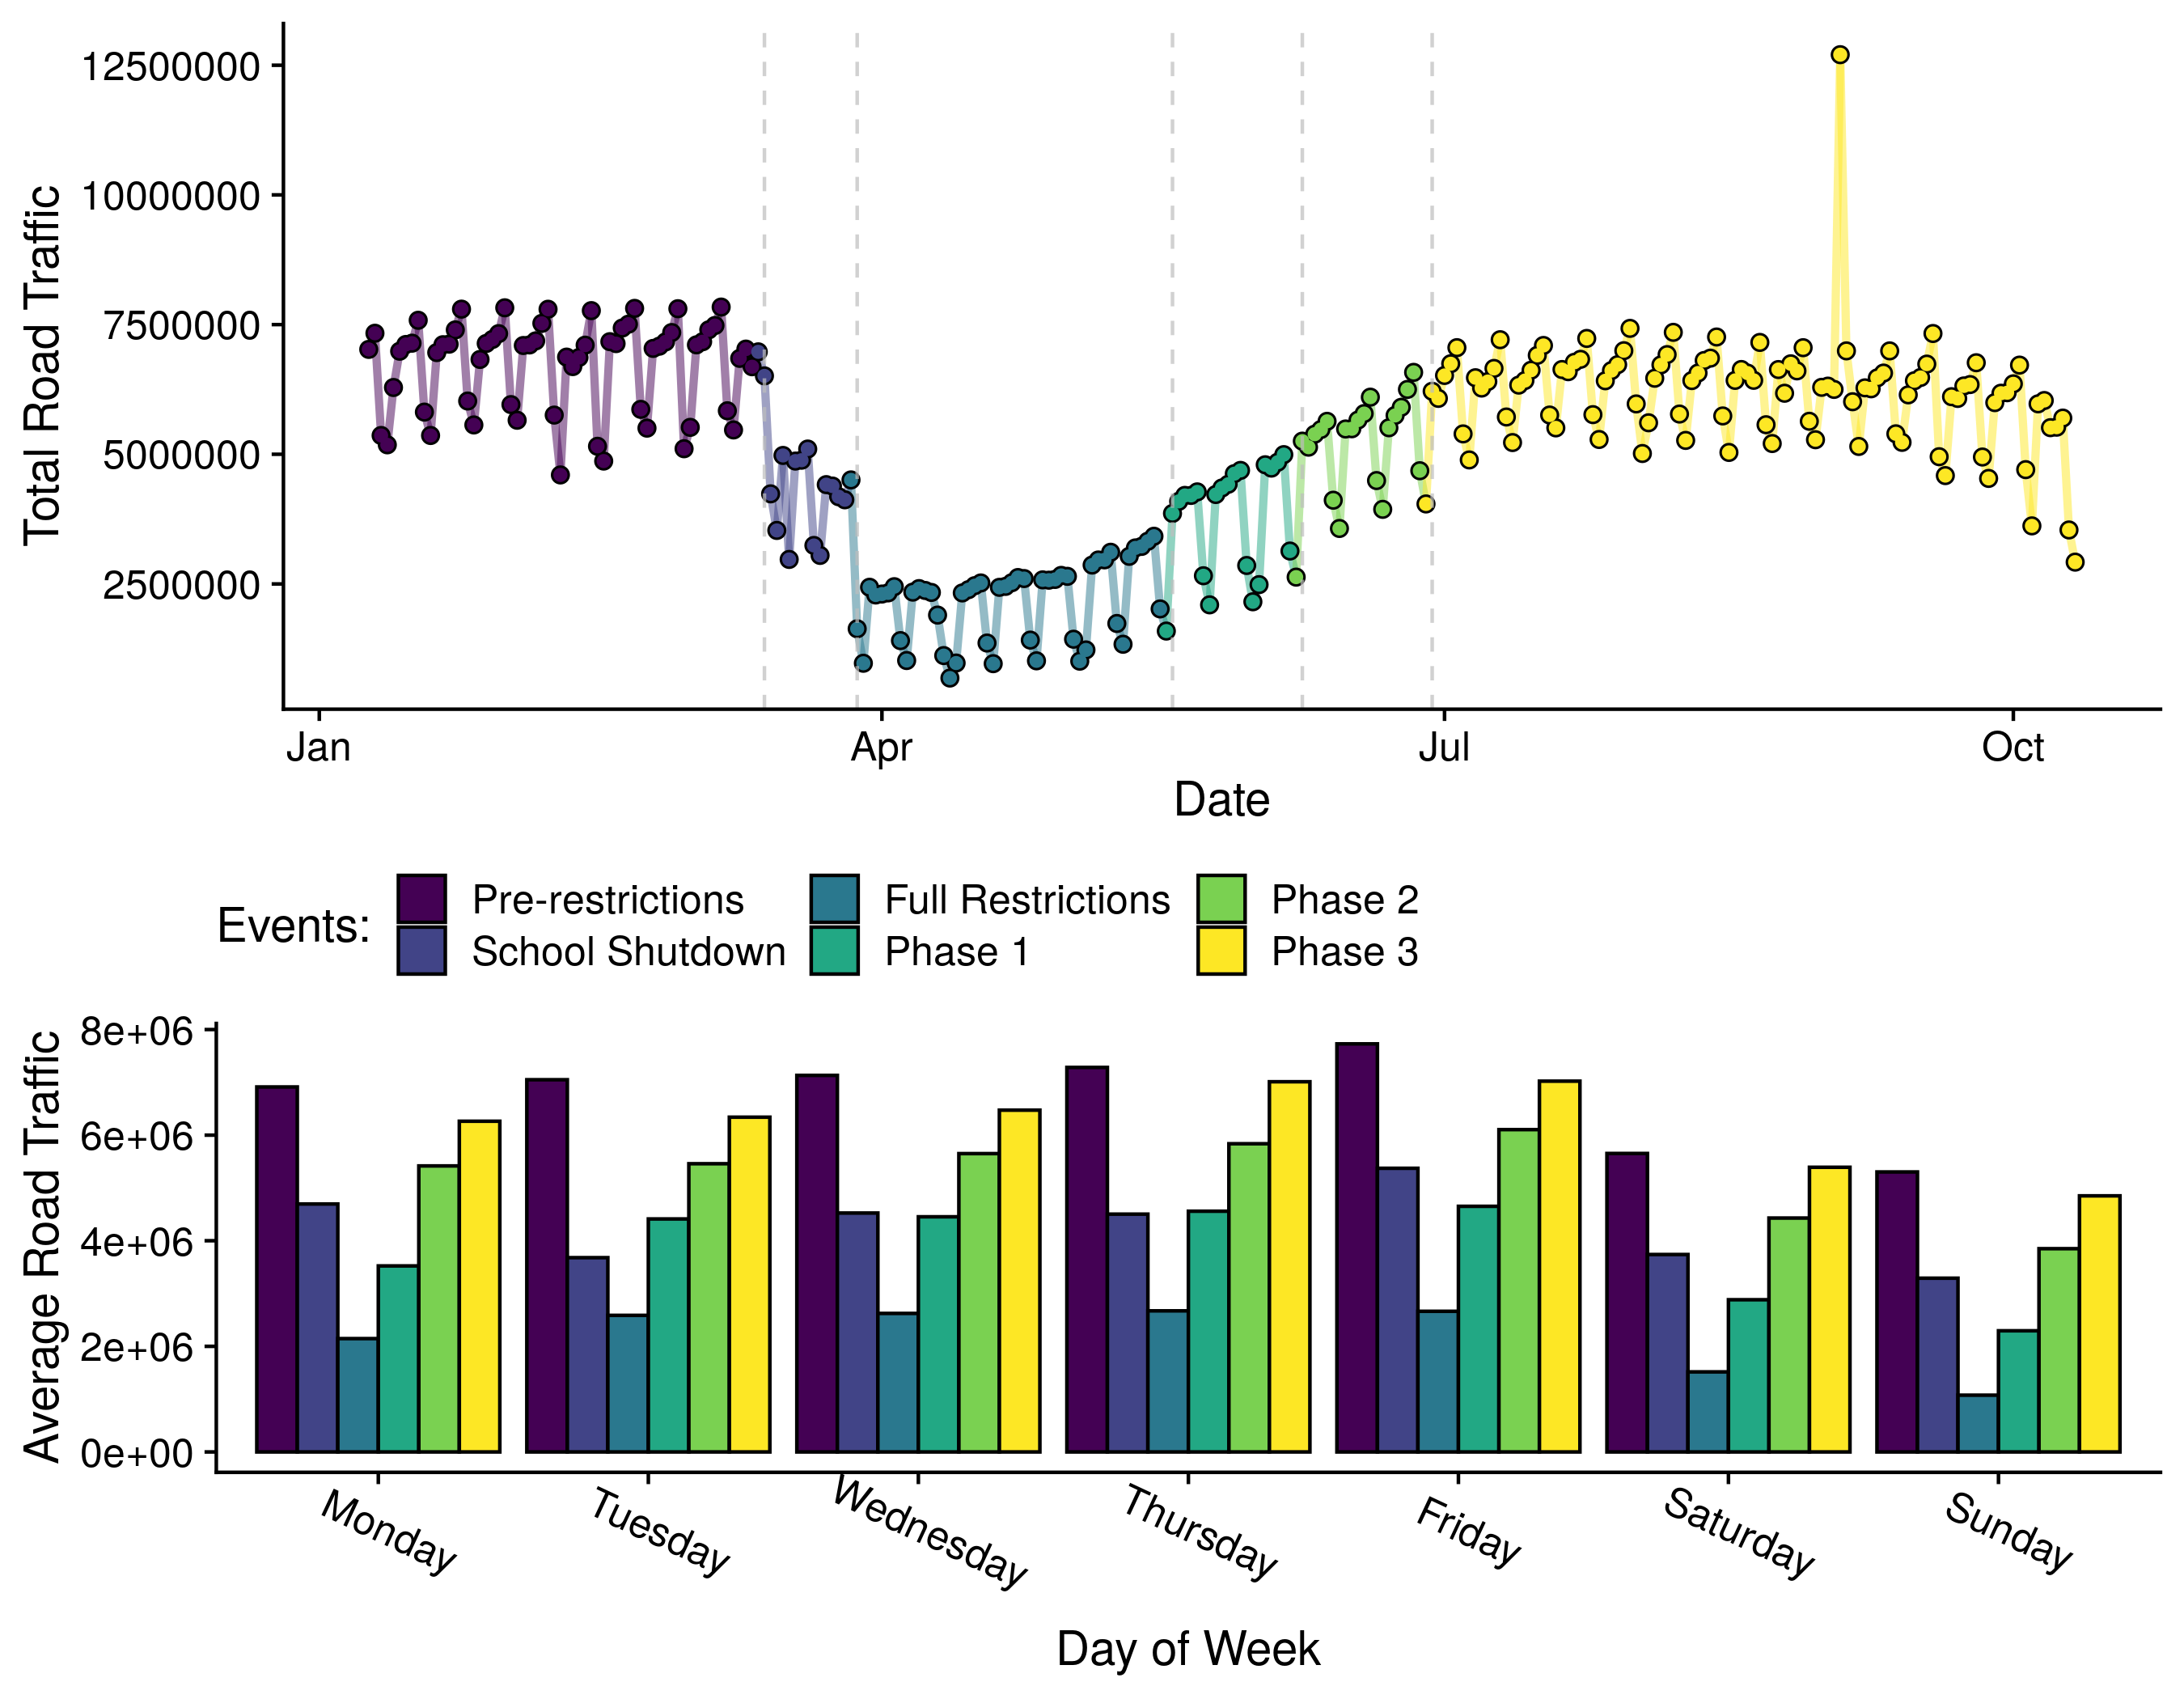 Total Road Traffic
12500000
10000000
7500000
5000000
2500000
Jan Apr Jul Oct
Date
Events:
Pre-restrictions Full Restrictions Phase 2
School Shutdown Phase 1 Phase 3
Average Road Traffic
8e+06
6e+06
4e+06
2e+06
0e+00
Monday Tuesday Wednesday Thursday Friday Saturday Sunday
Day of Week